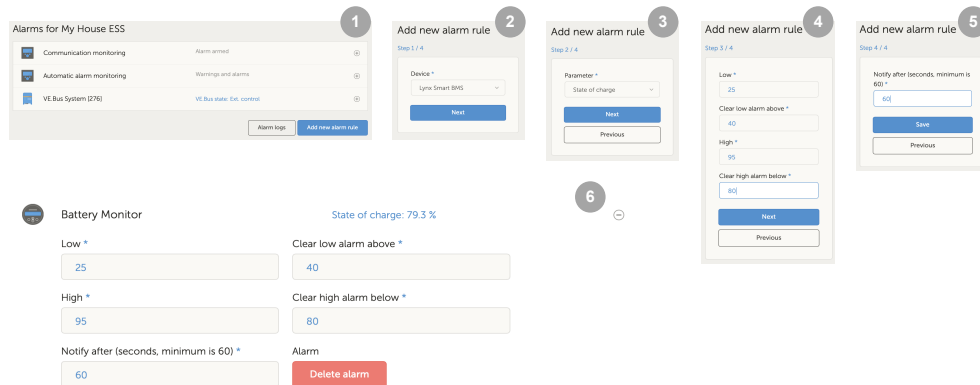 1
Alarms for My House ESS
Communication monitoring Alarm armed
Automatic alarm monitoring Warnings and alarms
VE.Bus System [276] VE.Bus state: Ext. control
Alarm logs Add new alarm rule
2
Add new alarm rule
Step 1 / 4
Device *
Lynx Smart BMS
Next
3
Add new alarm rule
Step 2 / 4
Parameter *
State of charge
Next
Previous
4
Add new alarm rule
Step 3 / 4
Low *
25
Clear low alarm above *
40
High *
95
Clear high alarm below *
80
Next
Previous
5
Add new alarm rule
Step 4 / 4
Notify after (seconds, minimum is
60) *
60
Save
Previous
6
Battery Monitor State of charge: 79.3 %
Low * Clear low alarm above *
25 40
High * Clear high alarm below *
95 80
Notify after (seconds, minimum is 60) * Alarm
60 Delete alarm